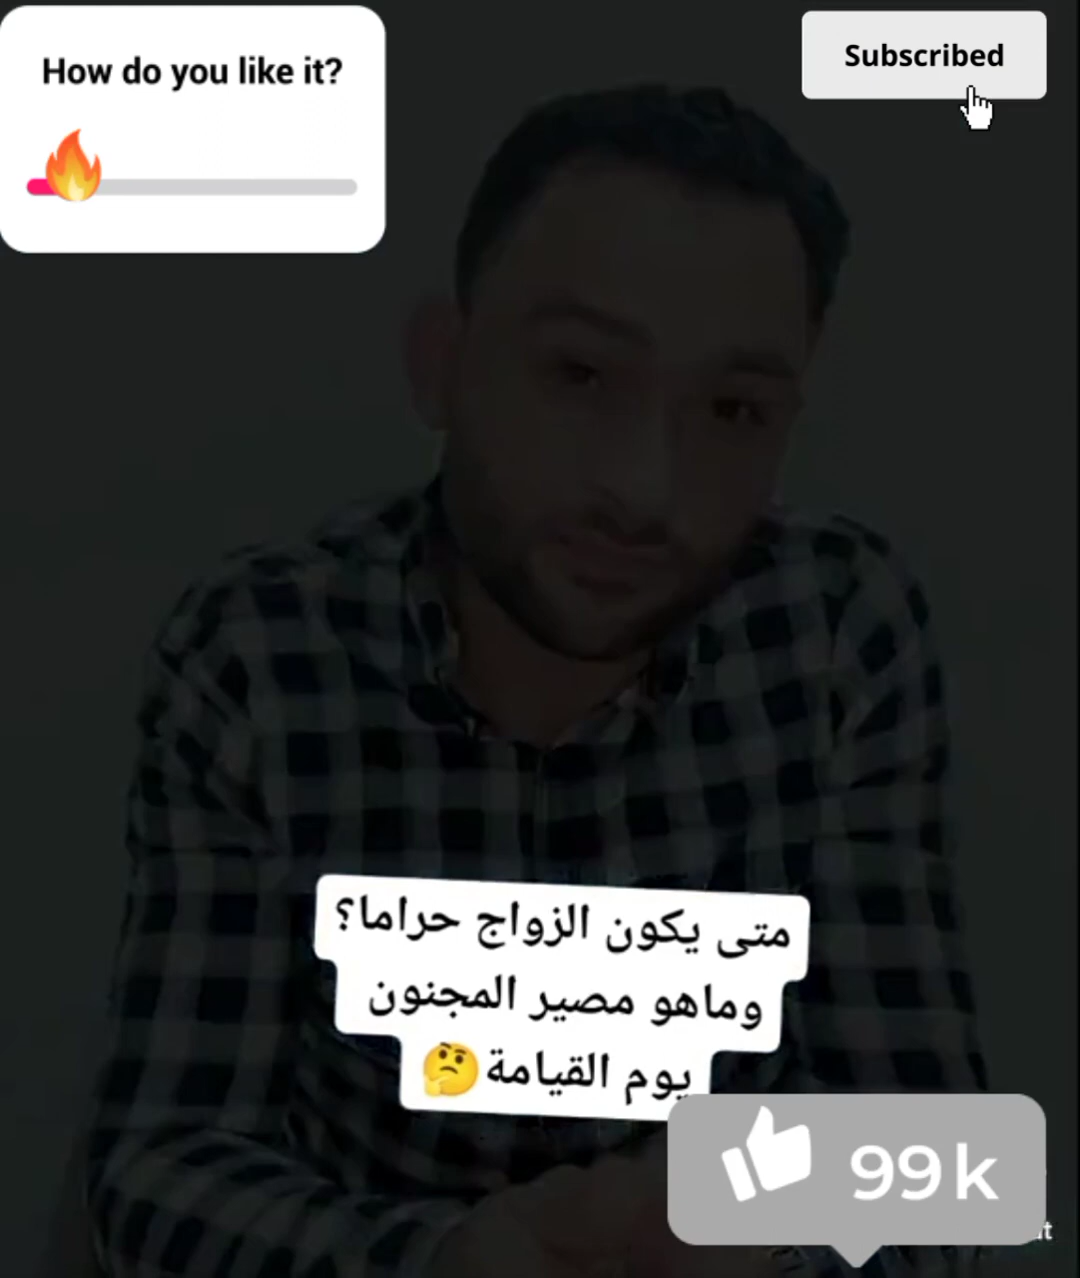 How do you like it?
Subscribed
متى يكون الزواج حراما؟
وماهو مصير المجنون
يوم القيامة🤔
99k